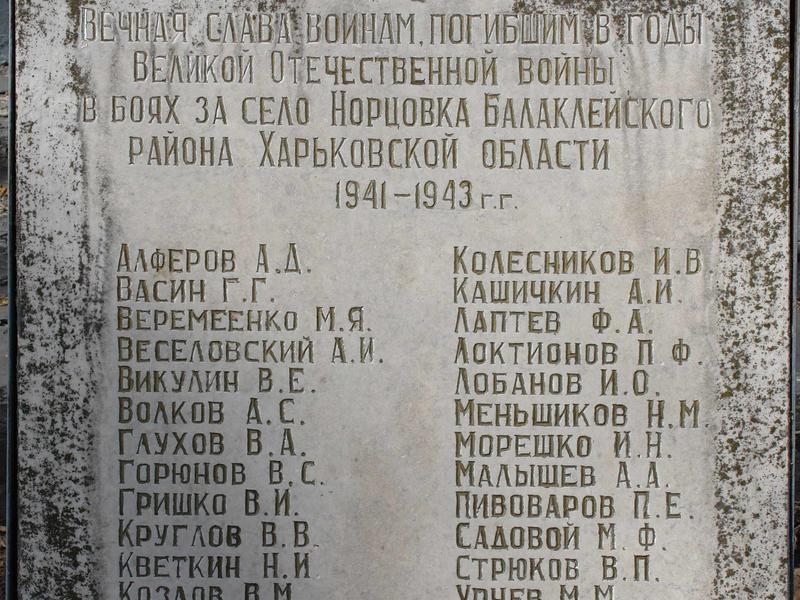 Вечная слава воинам, погибшим в годы
Великой Отечественной войны
в боях за село Норцовка Балаклейского
района Харьковской области
1941-1943 г.г.
Алферов А.Д.
Васин Г.Г.
Веремеенко М.Я.
Веселовский А.И.
Викулин В.Е.
Волков А.С.
Глухов В.А.
Горюнов В.С.
Гришко В.И.
Круглов В.В.
Кветкин Н.И
Козлов В.М
Колесников И.В.
Кашичкин А.И.
Лаптев Ф.А.
Локтионов П.Ф.
Лобанов И.О.
Меньшиков Н.М.
Морешко И.Н.
Малышев А.А.
Пивоваров П.Е.
Садовой М.Ф.
Стрюков В.П.
М.М